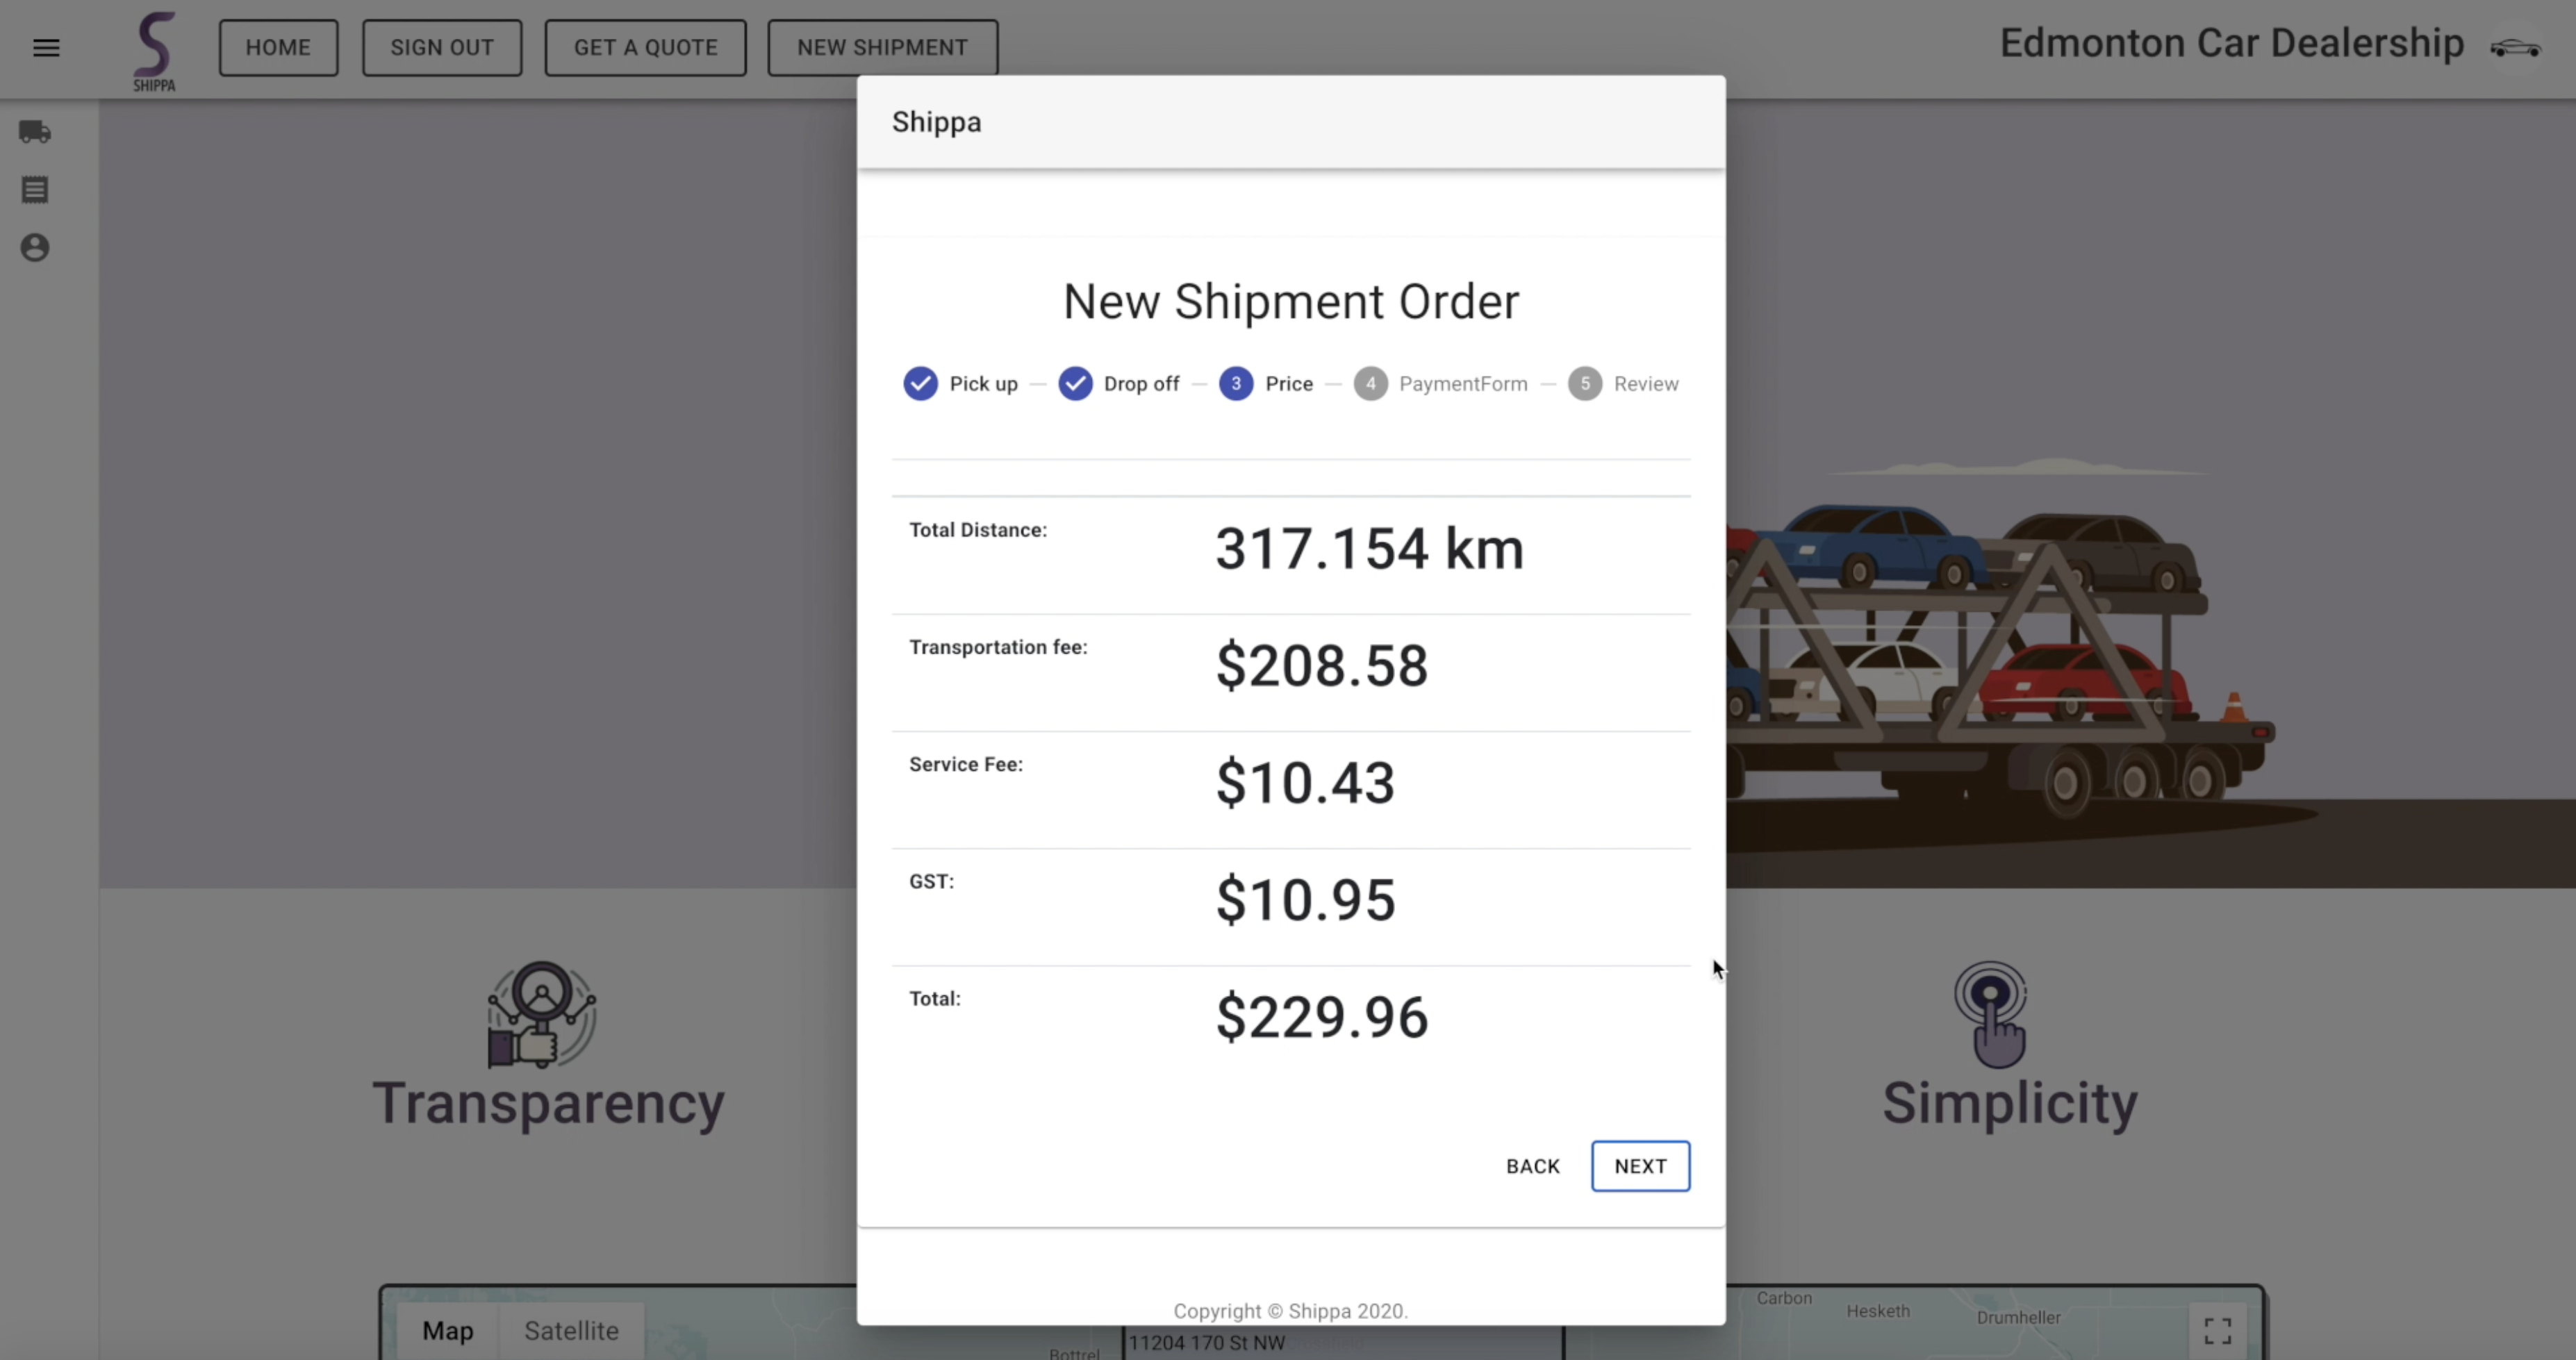 HOME
SIGN OUT
GET A QUOTE
NEW SHIPMENT
Edmonton Car Dealership
SHIPPA
Shippa
New Shipment Order
Pick up
Drop off
3 Price
4 PaymentForm
5 Review
Total Distance: 317.154 km
Transportation fee: $208.58
Service Fee: $10.43
GST: $10.95
Total: $229.96
BACK
NEXT
Transparency
Simplicity
Copyright © Shippa 2020.
Map
Satellite
Bottrel
11204 170 St NW
Carbon
Hesketh
Drumheller